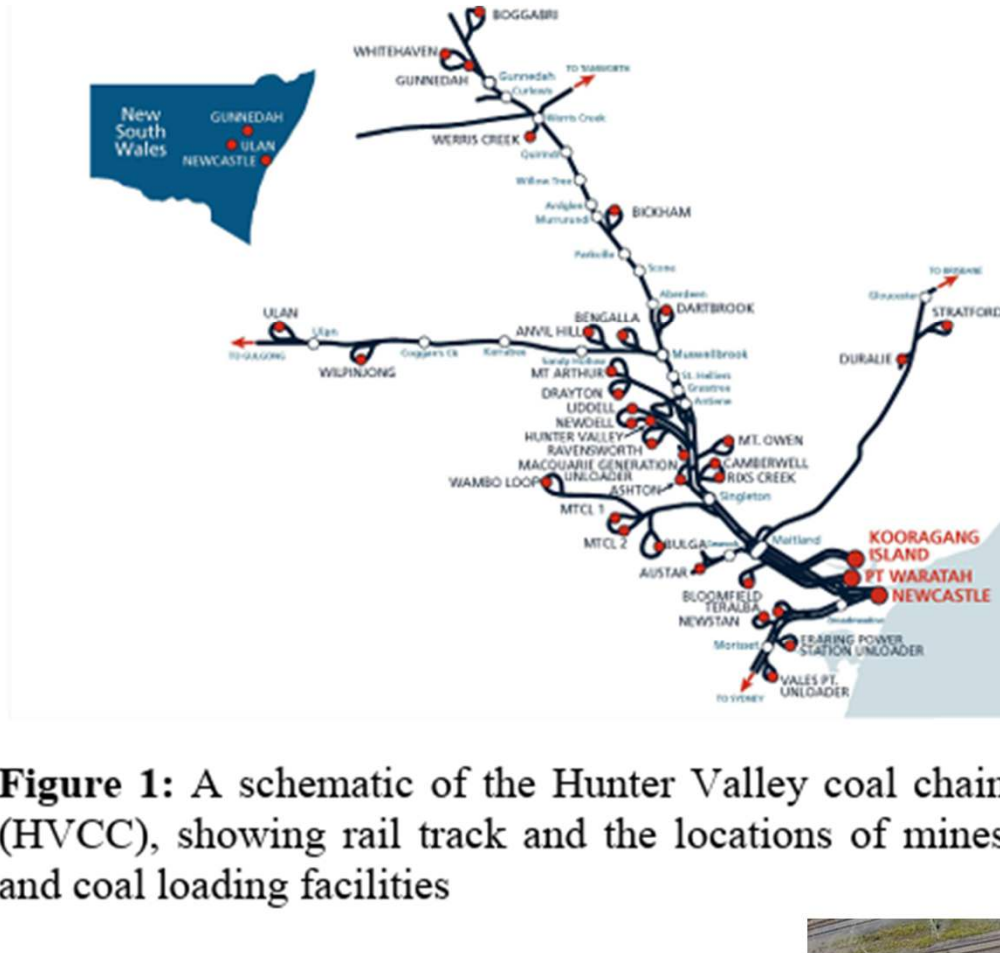 BOGGABRI
WHITEHAVEN
GUNNEDAH
Gunnedah
Curlewis
TO TAMWORTH
Werris Creek
WERRIS CREEK
Quirindi
Willow Tree
Ardglen
Murrurundi
BICKHAM
Parkville
Scone
Aberdeen
DARTBROOK
New
South
Wales
GUNNEDAH
ULAN
NEWCASTLE
TO BRISBANE
Gloucester
STRATFORD
DURALIE
ULAN
Ulan
TO GULGONG
WILPINJONG
Coggan's Ck
Kerrabee
Sandy Hollow
ANVIL HILL
BENGALLA
Muswellbrook
MT ARTHUR
St. Heliers
Grasstree
DRAYTON
Antiene
LIDDELL
NEWDELL
HUNTER VALLEY
RAVENSWORTH
MT. OWEN
MACQUARIE GENERATION
UNLOADER
CAMBERWELL
RIXS CREEK
WAMBO LOOP
ASHTON
Singleton
MTCL 1
MTCL 2
BULGA
Maitland
KOORAGANG
ISLAND
PT WARATAH
NEWCASTLE
AUSTAR
BLOOMFIELD
TERALBA
NEWSTAN
Broadmeadow
Morisset
ERARING POWER
STATION UNLOADER
VALES PT.
UNLOADER
TO SYDNEY
Figure 1: A schematic of the Hunter Valley coal chain
(HVCC), showing rail track and the locations of mines
and coal loading facilities